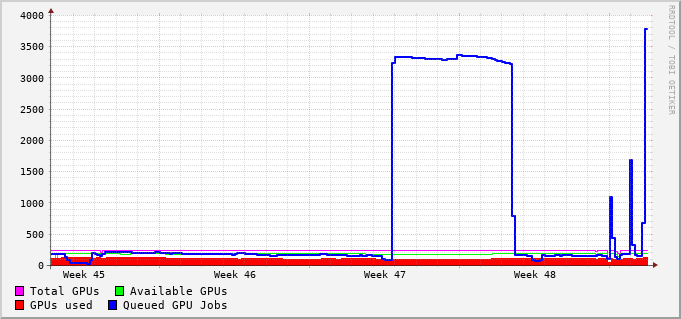 4000
3500
3000
2500
2000
1500
1000
500
0
Week 45 Week 46 Week 47 Week 48
Total GPUs Available GPUs
GPUs used Queued GPU Jobs
RRDTOOL / TOBI OETIKER